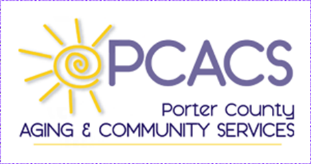 PCACS
Porter County
AGING & COMMUNITY SERVICES